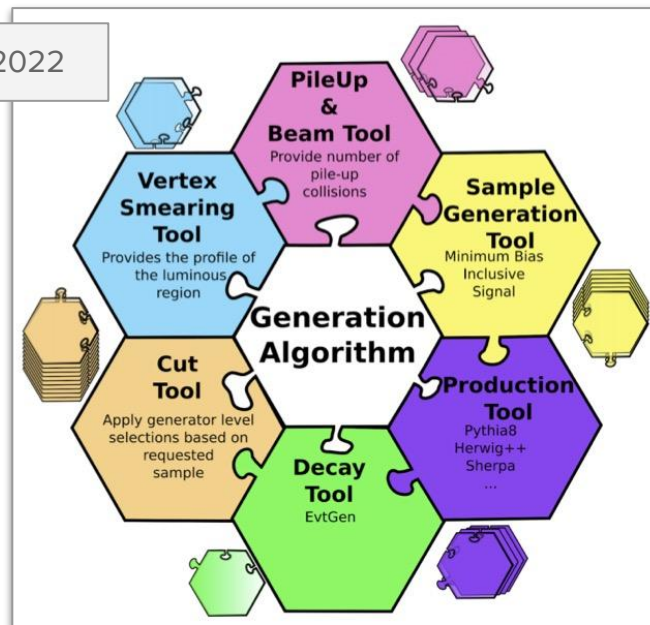 2022
PileUp
&
Beam Tool
Provide number of
pile-up
collisions
Vertex
Smearing
Tool
Provides the profile of
the luminous
region
Sample
Generation
Tool
Minimum Bias
Inclusive
Signal
Generation
Algorithm
Cut
Tool
Apply generator level
selections based on
requested
sample
Production
Tool
Pythia8
Herwig++
Sherpa
...
Decay
Tool
EvtGen